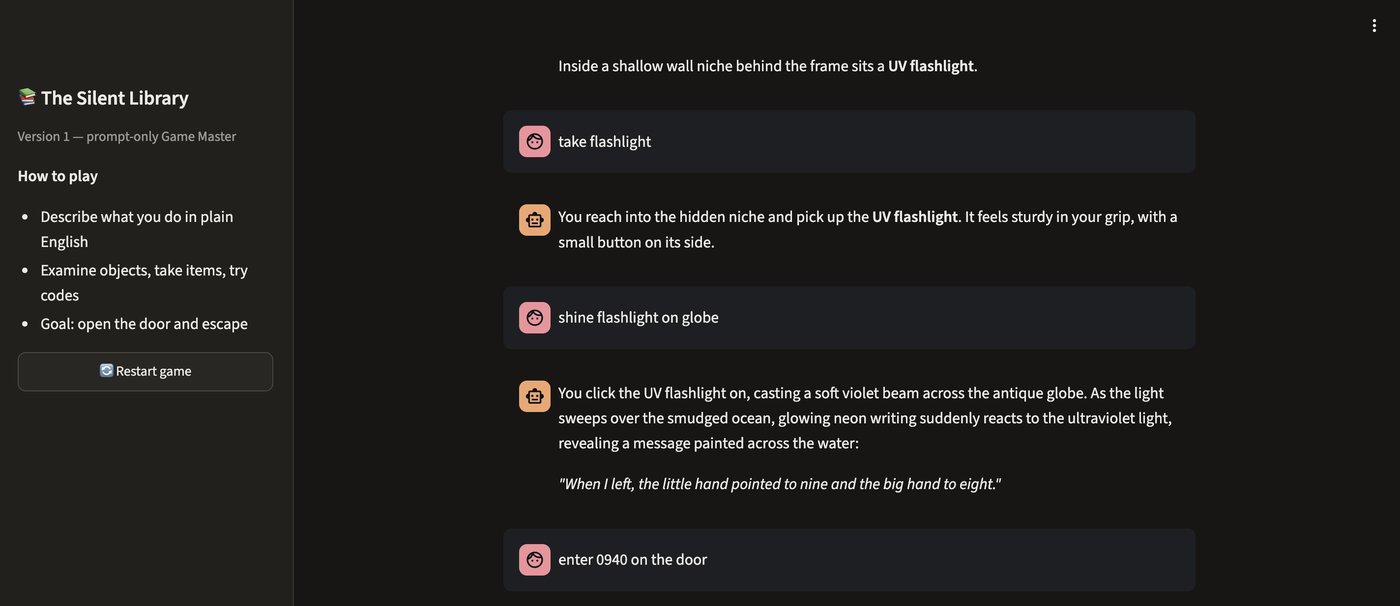 The Silent Library
Version 1 — prompt-only Game Master
How to play
Describe what you do in plain
English
Examine objects, take items, try
codes
Goal: open the door and escape
Restart game
Inside a shallow wall niche behind the frame sits a UV flashlight.
take flashlight
You reach into the hidden niche and pick up the UV flashlight. It feels sturdy in your grip, with a
small button on its side.
shine flashlight on globe
You click the UV flashlight on, casting a soft violet beam across the antique globe. As the light
sweeps over the smudged ocean, glowing neon writing suddenly reacts to the ultraviolet light,
revealing a message painted across the water:
"When I left, the little hand pointed to nine and the big hand to eight."
enter 0940 on the door